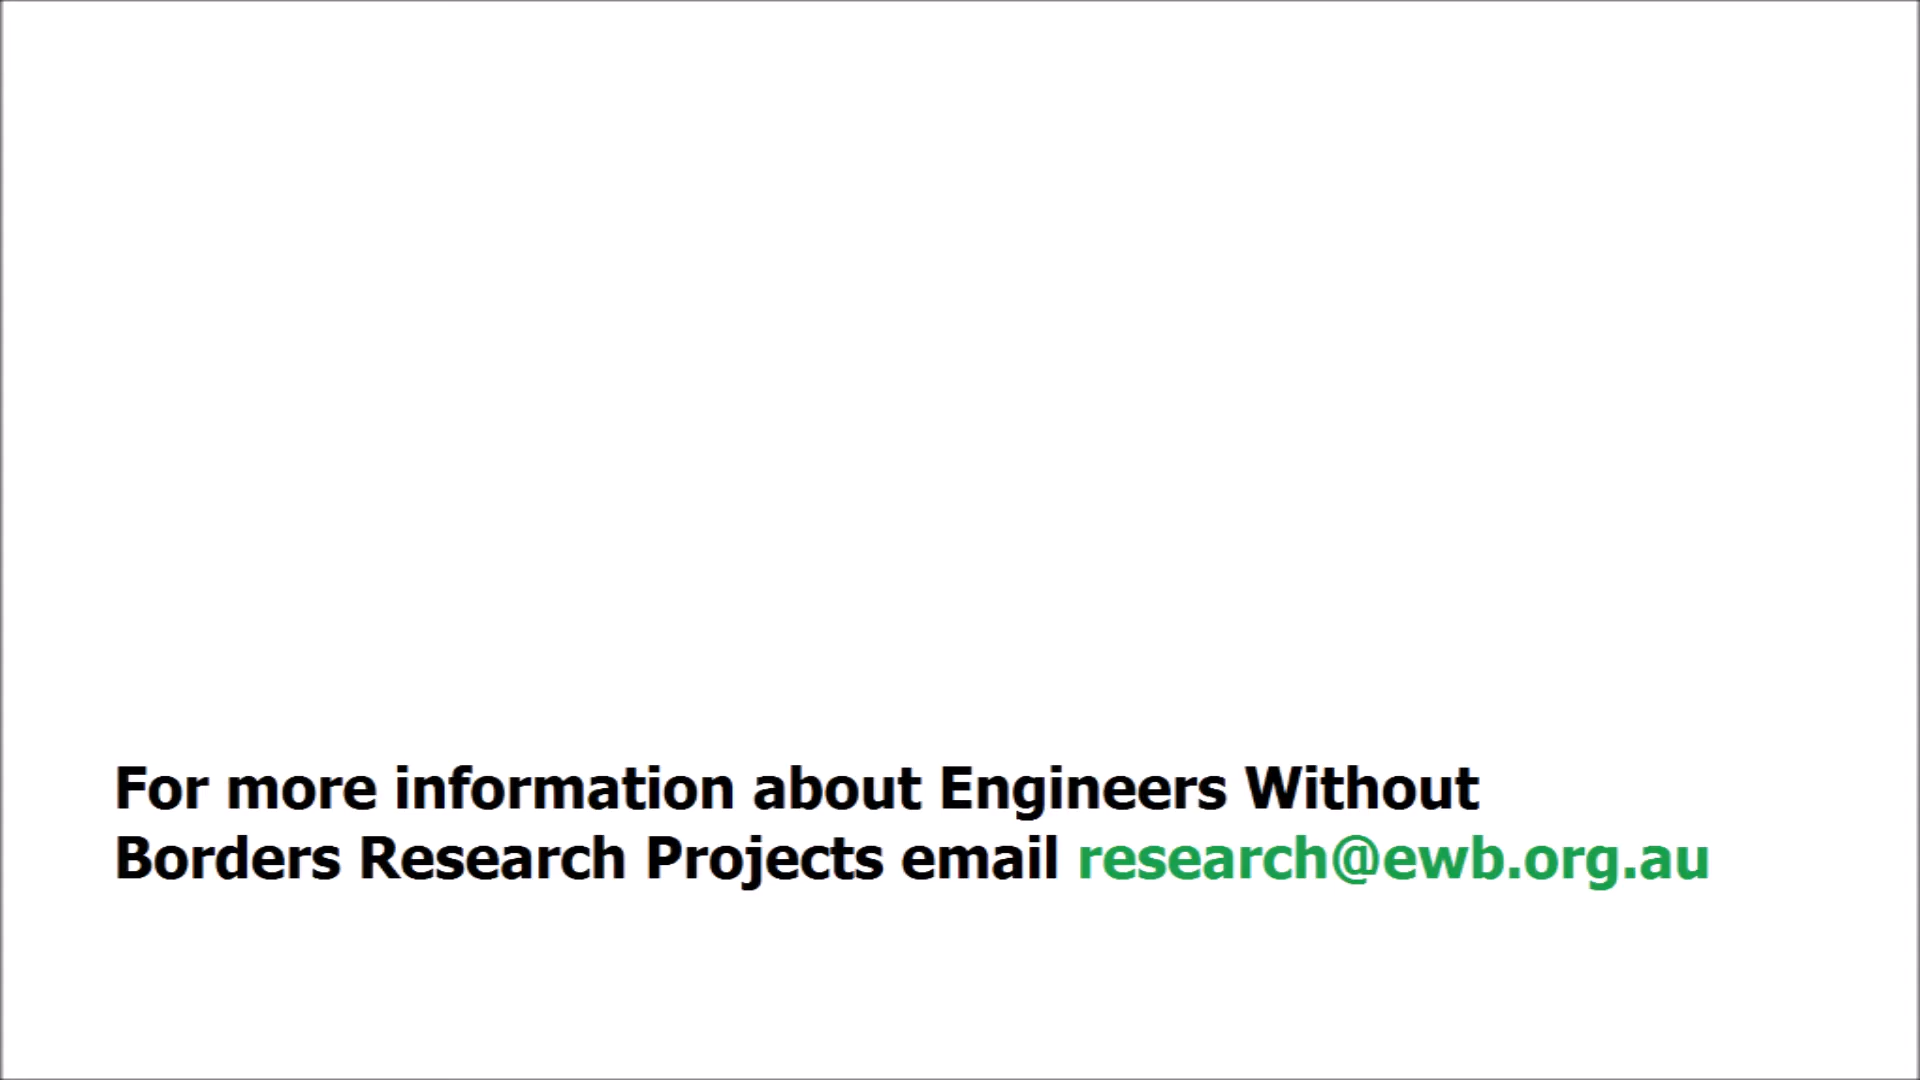 For more information about Engineers Without
Borders Research Projects email research@ewb.org.au